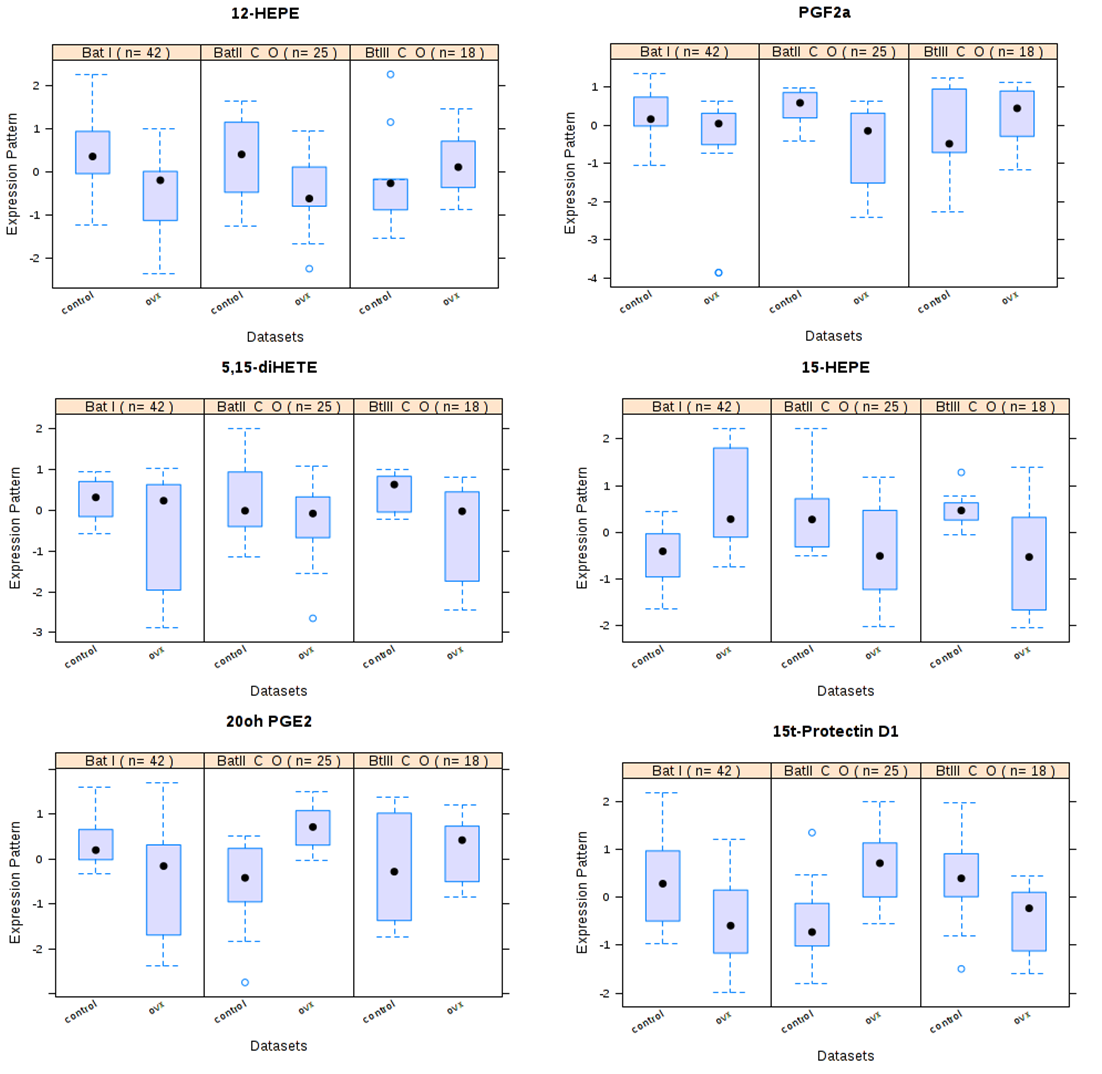 12-HEPE
Bat I ( n= 42 ) BatII C O ( n= 25 ) BtIII C O ( n= 18 )
Expression Pattern
2
1
0
-1
-2
control ovx control ovx control ovx
Datasets
PGF2a
Bat I ( n= 42 ) BatII C O ( n= 25 ) BtIII C O ( n= 18 )
Expression Pattern
1
0
-1
-2
-3
-4
control ovx control ovx control ovx
Datasets
5,15-diHETE
Bat I ( n= 42 ) BatII C O ( n= 25 ) BtIII C O ( n= 18 )
Expression Pattern
2
1
0
-1
-2
-3
control ovx control ovx control ovx
Datasets
15-HEPE
Bat I ( n= 42 ) BatII C O ( n= 25 ) BtIII C O ( n= 18 )
Expression Pattern
2
1
0
-1
-2
control ovx control ovx control ovx
Datasets
20oh PGE2
Bat I ( n= 42 ) BatII C O ( n= 25 ) BtIII C O ( n= 18 )
Expression Pattern
1
0
-1
-2
control ovx control ovx control ovx
Datasets
15t-Protectin D1
Bat I ( n= 42 ) BatII C O ( n= 25 ) BtIII C O ( n= 18 )
Expression Pattern
2
1
0
-1
-2
control ovx control ovx control ovx
Datasets